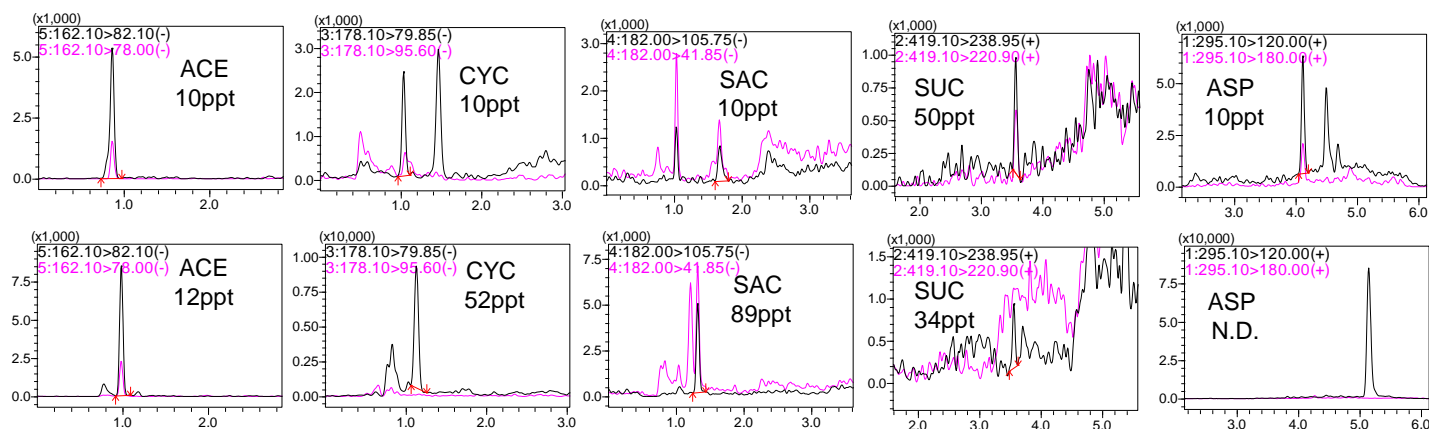 (x1,000)
5:162.10>82.10(-)
5:162.10>78.00(-)
ACE
10ppt
5.0
2.5
0.0
1.0 2.0
(x1,000)
3:178.10>79.85(-)
3:178.10>95.60(-)
CYC
10ppt
3.0
2.0
1.0
0.0
0.0 1.0 2.0 3.0
(x1,000)
4:182.00>105.75(-)
4:182.00>41.85(-)
SAC
10ppt
3.0
2.0
1.0
0.0
0.0 1.0 2.0 3.0
(x1,000)
2:419.10>238.95(+)
2:419.10>220.90(+)
SUC
50ppt
1.00
0.75
0.50
0.25
0.00
2.0 3.0 4.0 5.0
(x1,000)
1:295.10>120.00(+)
1:295.10>180.00(+)
ASP
10ppt
5.0
2.5
0.0
3.0 4.0 5.0 6.0
(x1,000)
5:162.10>82.10(-)
5:162.10>78.00(-)
ACE
12ppt
7.5
5.0
2.5
0.0
1.0 2.0
(x10,000)
3:178.10>79.85(-)
3:178.10>95.60(-)
CYC
52ppt
1.00
0.75
0.50
0.25
0.00
0.0 1.0 2.0 3.0
(x1,000)
4:182.00>105.75(-)
4:182.00>41.85(-)
SAC
89ppt
7.5
5.0
2.5
0.0
0.0 1.0 2.0 3.0
(x1,000)
2:419.10>238.95(+)
2:419.10>220.90(+)
SUC
34ppt
1.5
1.0
0.5
0.0
2.0 3.0 4.0 5.0
(x10,000)
1:295.10>120.00(+)
1:295.10>180.00(+)
ASP
N.D.
7.5
5.0
2.5
0.0
3.0 4.0 5.0 6.0